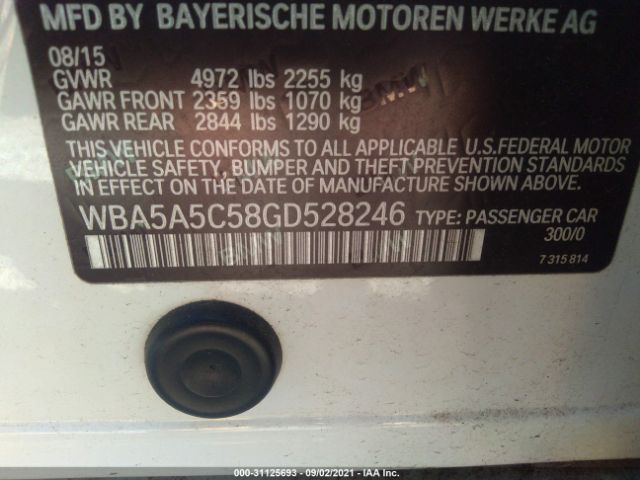 MFD BY BAYERISCHE MOTOREN WERKE AG
08/15
GVWR 4972 lbs 2255 kg
GAWR FRONT 2359 lbs 1070 kg
GAWR REAR 2844 lbs 1290 kg
THIS VEHICLE CONFORMS TO ALL APPLICABLE U.S.FEDERAL MOTOR
VEHICLE SAFETY, BUMPER AND THEFT PREVENTION STANDARDS
IN EFFECT ON THE DATE OF MANUFACTURE SHOWN ABOVE.
WBA5A5C58GD528246 TYPE: PASSENGER CAR
300/0
7 315 814
000-31125693 - 09/02/2021 - IAA Inc.